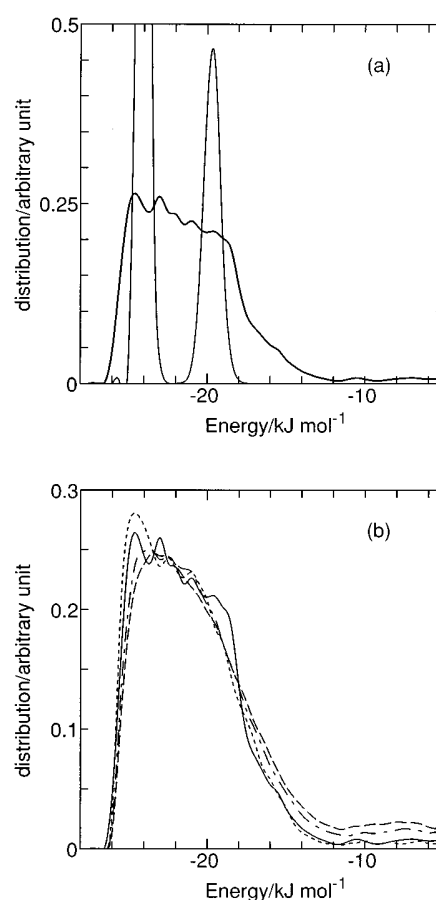 0.5
(a)
distribution/arbitrary unit
0.25
0
-20
-10
Energy/kJ mol⁻¹
0.3
(b)
distribution/arbitrary unit
0.2
0.1
0
-20
-10
Energy/kJ mol⁻¹